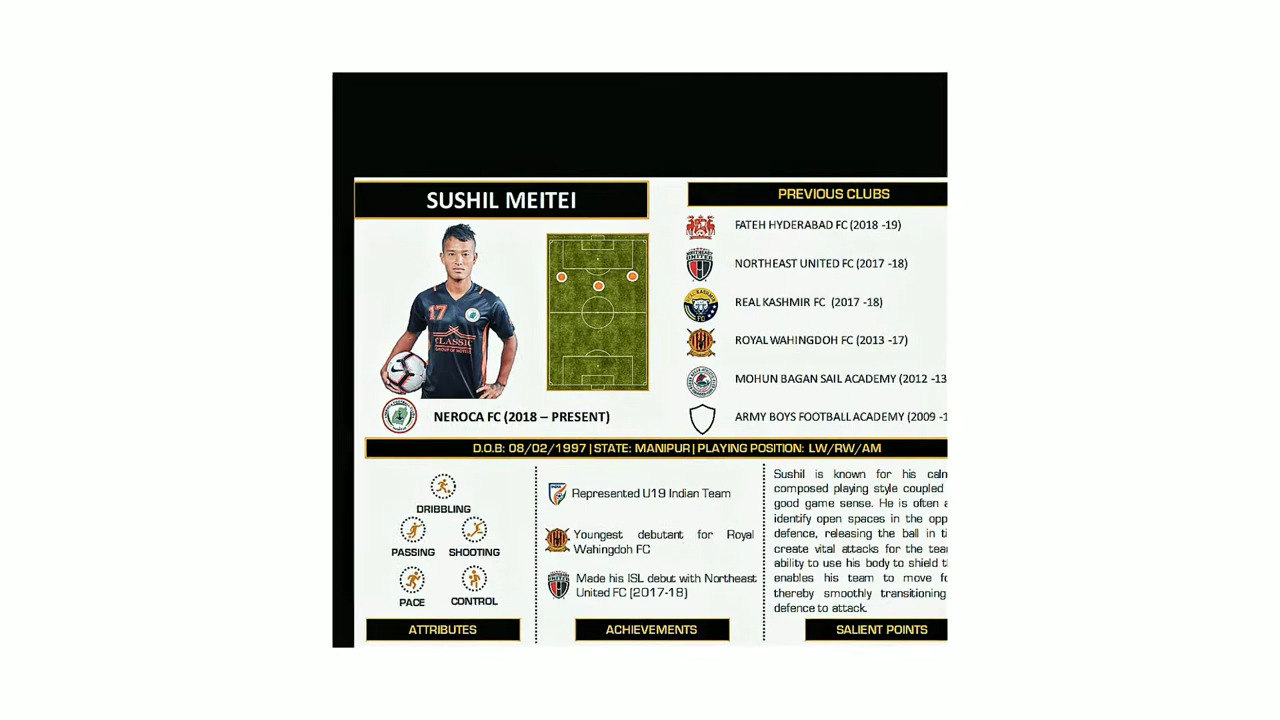 SUSHIL MEITEI
17
CLASSIC
GROUP OF HOTELS
NEROCA FC (2018 – PRESENT)
PREVIOUS CLUBS
FATEH HYDERABAD FC (2018 -19)
NORTHEAST UNITED FC (2017 -18)
REAL KASHMIR FC (2017 -18)
ROYAL WAHINGDOH FC (2013 -17)
MOHUN BAGAN SAIL ACADEMY (2012 -13
ARMY BOYS FOOTBALL ACADEMY (2009 -1
D.O.B: 08/02/1997 | STATE: MANIPUR | PLAYING POSITION: LW/RW/AM
DRIBBLING
PASSING SHOOTING
PACE CONTROL
ATTRIBUTES
Represented U19 Indian Team
Youngest debutant for Royal
Wahingdoh FC
Made his ISL debut with Northeast
United FC (2017-18)
ACHIEVEMENTS
Sushil is known for his caln
composed playing style coupled
good game sense. He is often a
identify open spaces in the opp
defence, releasing the ball in ti
create vital attacks for the tear
ability to use his body to shield t
enables his team to move fo
thereby smoothly transitioning
defence to attack.
SALIENT POINTS